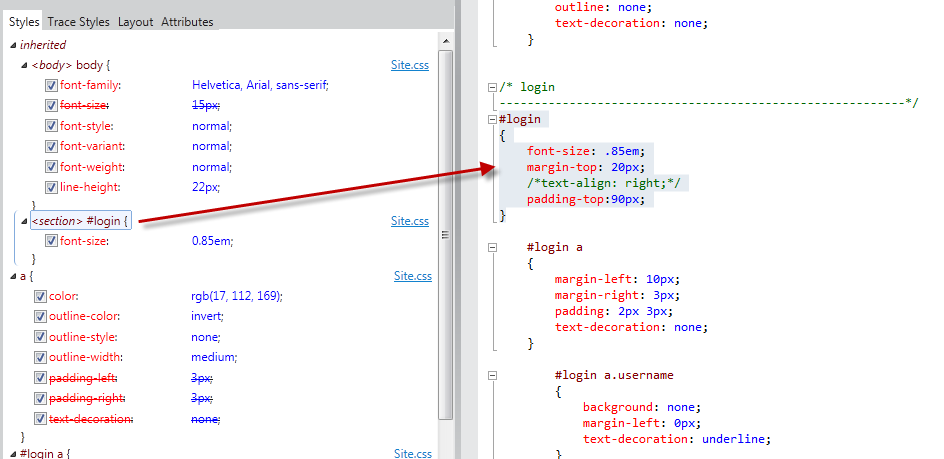 Styles Trace Styles Layout Attributes
inherited
<body> body { Site.css
font-family: Helvetica, Arial, sans-serif;
font-size: 15px;
font-style: normal;
font-variant: normal;
font-weight: normal;
line-height: 22px;
}
<section> #login { Site.css
font-size: 0.85em;
}
a { Site.css
color: rgb(17, 112, 169);
outline-color: invert;
outline-style: none;
outline-width: medium;
padding-left: 3px;
padding-right: 3px;
text-decoration: none;
}
#login a { Site.css
outline: none;
text-decoration: none;
}
/* login
----------------------------------------------------------*/
#login
{
font-size: .85em;
margin-top: 20px;
/*text-align: right;*/
padding-top:90px;
}
#login a
{
margin-left: 10px;
margin-right: 3px;
padding: 2px 3px;
text-decoration: none;
}
#login a.username
{
background: none;
margin-left: 0px;
text-decoration: underline;
}